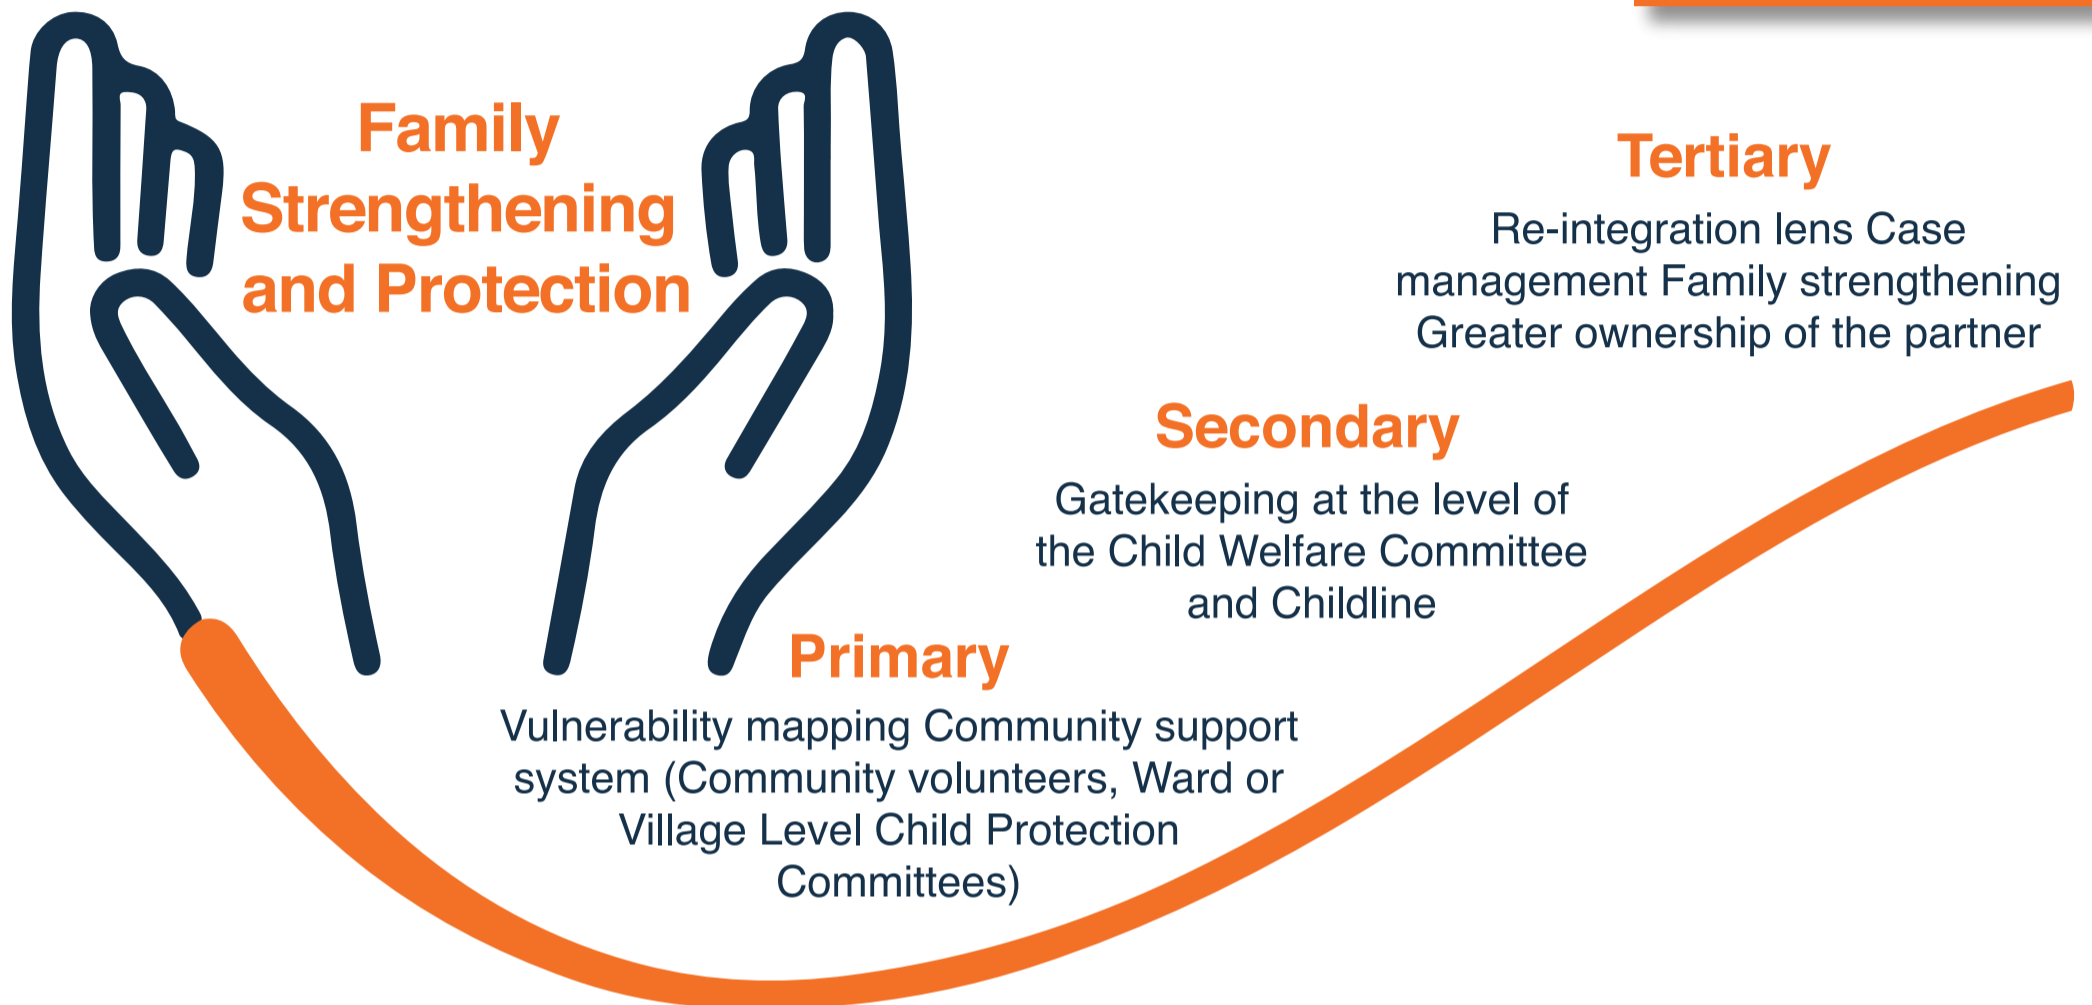 Family
Strengthening
and Protection
Tertiary
Re-integration lens Case
management Family strengthening
Greater ownership of the partner
Secondary
Gatekeeping at the level of
the Child Welfare Committee
and Childline
Primary
Vulnerability mapping Community support
system (Community volunteers, Ward or
Village Level Child Protection
Committees)